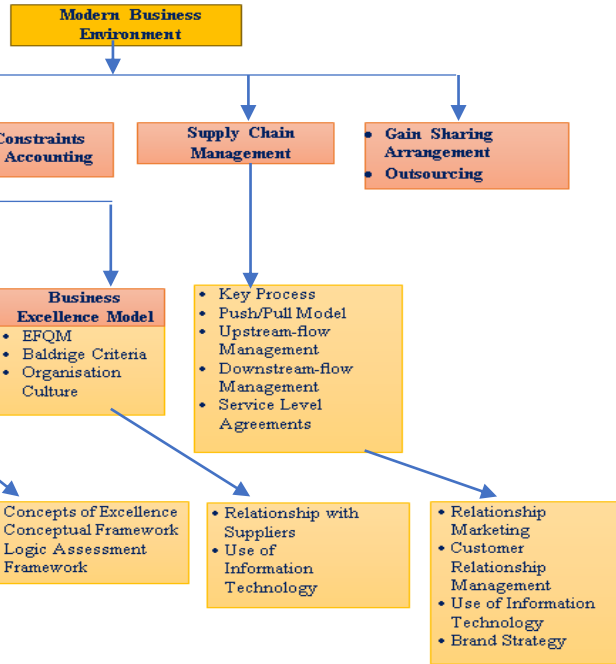 Modern Business
Environment
Constraints
Accounting
Supply Chain
Management
• Gain Sharing
Arrangement
• Outsourcing
Business
Excellence Model
• EFQM
• Baldrige Criteria
• Organisation
Culture
• Key Process
• Push/Pull Model
• Upstream-flow
Management
• Downstream-flow
Management
• Service Level
Agreements
Concepts of Excellence
Conceptual Framework
Logic Assessment
Framework
• Relationship with
Suppliers
• Use of
Information
Technology
• Relationship
Marketing
• Customer
Relationship
Management
• Use of Information
Technology
• Brand Strategy